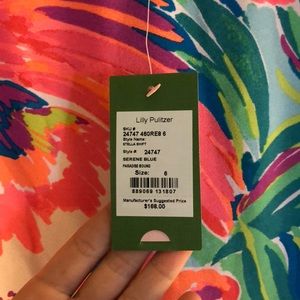 Lilly Pulitzer
SKU #
24747 460RE8 6
Style Name:
STELLA SHIFT
Style #: 24747
SERENE BLUE
PARADISE BOUND
Size: 6
889069 131807
Manufacturer's Suggested Price
$168.00